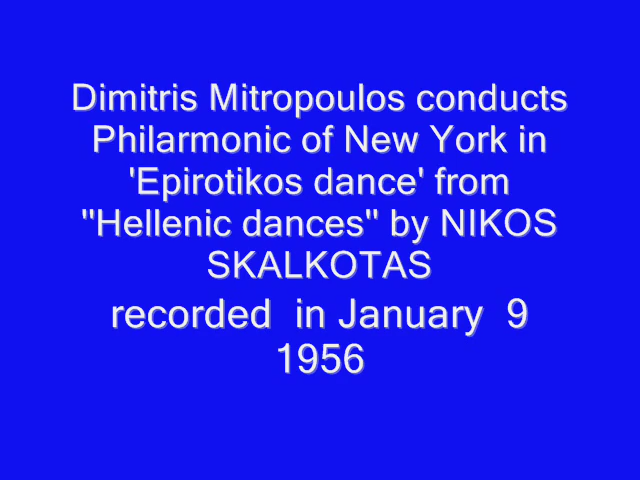 Dimitris Mitropoulos conducts
Philarmonic of New York in
'Epirotikos dance' from
"Hellenic dances" by NIKOS
SKALKOTAS
recorded  in January  9
1956